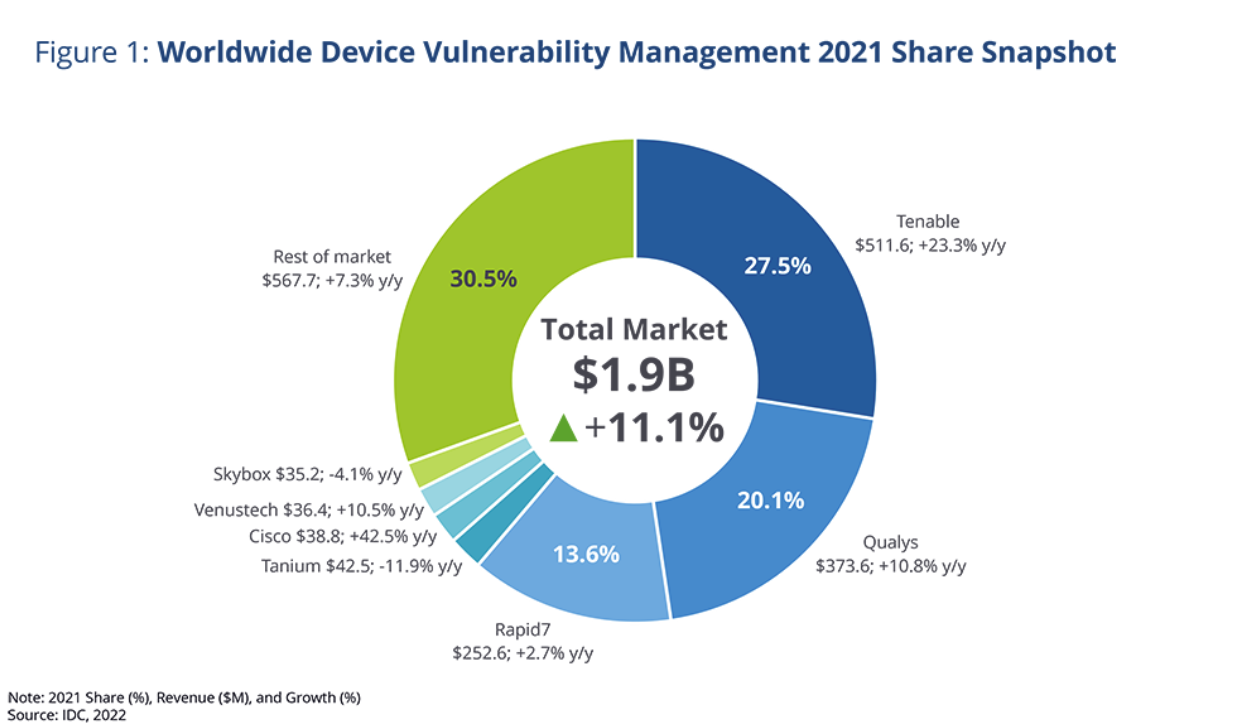 Figure 1: Worldwide Device Vulnerability Management 2021 Share Snapshot
Tenable
$511.6; +23.3% y/y
27.5%
Rest of market
$567.7; +7.3% y/y
30.5%
Total Market
$1.9B
▲+11.1%
Skybox $35.2; -4.1% y/y
Venustech $36.4; +10.5% y/y
Cisco $38.8; +42.5% y/y
Tanium $42.5; -11.9% y/y
20.1%
Qualys
$373.6; +10.8% y/y
13.6%
Rapid7
$252.6; +2.7% y/y
Note: 2021 Share (%), Revenue ($M), and Growth (%)
Source: IDC, 2022